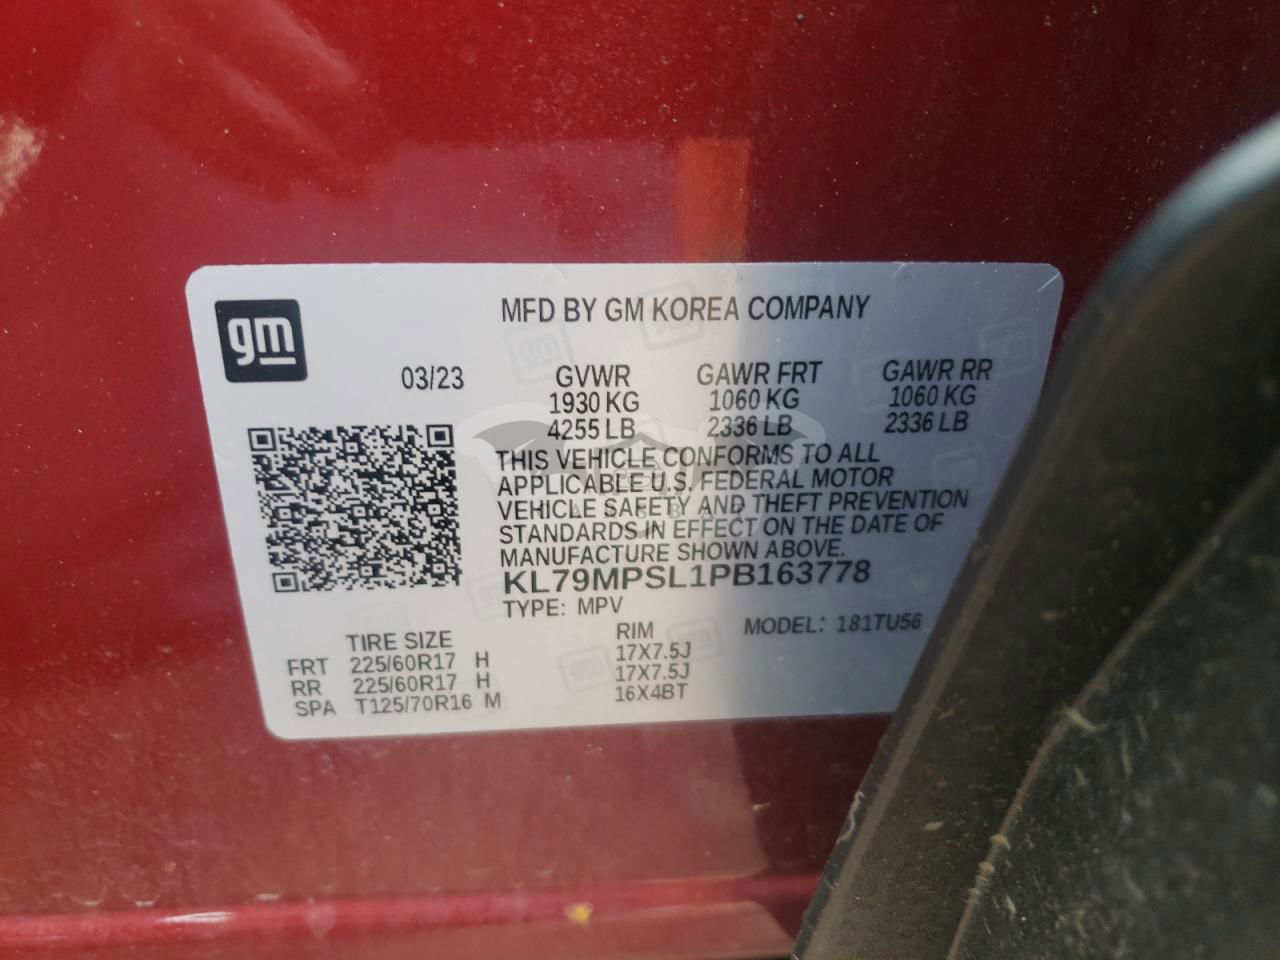 gm
MFD BY GM KOREA COMPANY
03/23 GVWR GAWR FRT GAWR RR
1930 KG 1060 KG 1060 KG
4255 LB 2336 LB 2336 LB
THIS VEHICLE CONFORMS TO ALL
APPLICABLE U.S. FEDERAL MOTOR
VEHICLE SAFETY AND THEFT PREVENTION
STANDARDS IN EFFECT ON THE DATE OF
MANUFACTURE SHOWN ABOVE.
KL79MPSL1PB163778
TYPE: MPV MODEL: 181TU56
TIRE SIZE RIM
FRT 225/60R17 H 17X7.5J
RR 225/60R17 H 17X7.5J
SPA T125/70R16 M 16X4BT